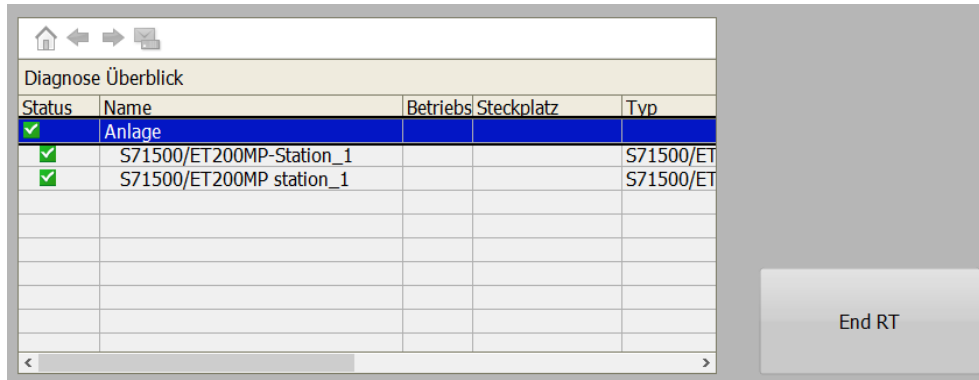 Diagnose Überblick
Status Name Betriebs Steckplatz Typ
Anlage
S71500/ET200MP-Station_1 S71500/ET
S71500/ET200MP station_1 S71500/ET
End RT